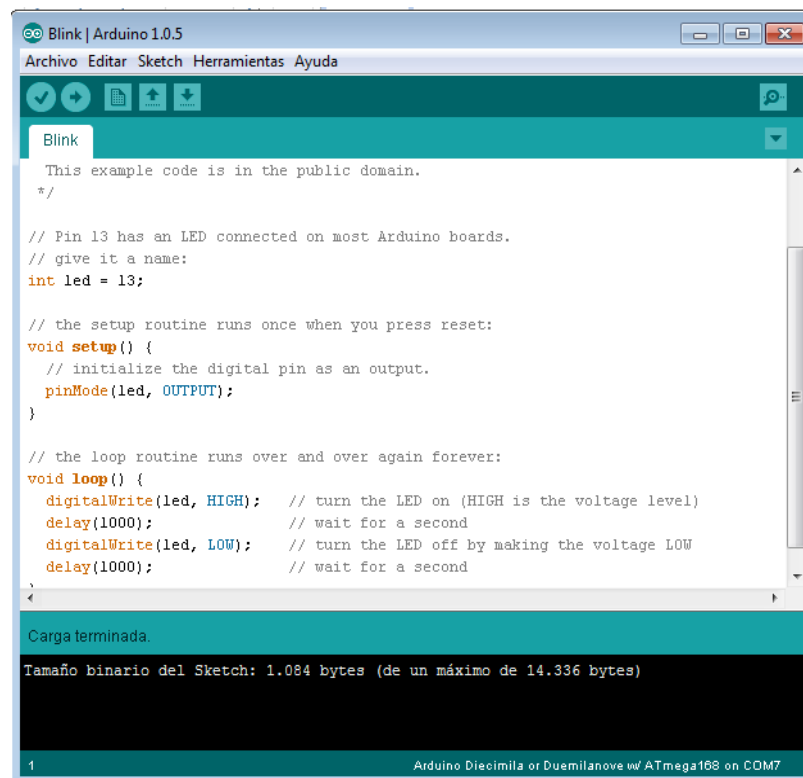 Blink | Arduino 1.0.5
Archivo Editar Sketch Herramientas Ayuda
Blink
This example code is in the public domain.
*/
// Pin 13 has an LED connected on most Arduino boards.
// give it a name:
int led = 13;
// the setup routine runs once when you press reset:
void setup() {
// initialize the digital pin as an output.
pinMode(led, OUTPUT);
}
// the loop routine runs over and over again forever:
void loop() {
digitalWrite(led, HIGH);   // turn the LED on (HIGH is the voltage level)
delay(1000);               // wait for a second
digitalWrite(led, LOW);    // turn the LED off by making the voltage LOW
delay(1000);               // wait for a second
Carga terminada.
Tamaño binario del Sketch: 1.084 bytes (de un máximo de 14.336 bytes)
1
Arduino Diecimila or Duemilanove w/ ATmega168 on COM7